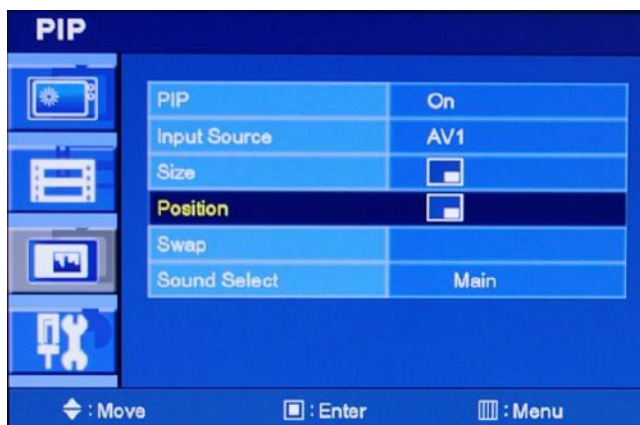 PIP
PIP On
Input Source AV1
Size
Position
Swap
Sound Select Main
: Move : Enter : Menu